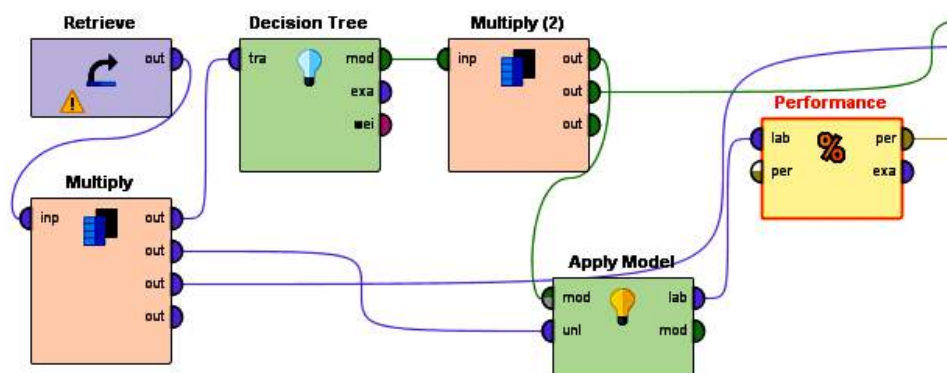 Retrieve
out
Decision Tree
tra
mod
exa
wei
Multiply (2)
inp
out
out
out
Performance
lab
per
per
exa
%
Multiply
inp
out
out
out
out
Apply Model
mod
lab
unl
mod